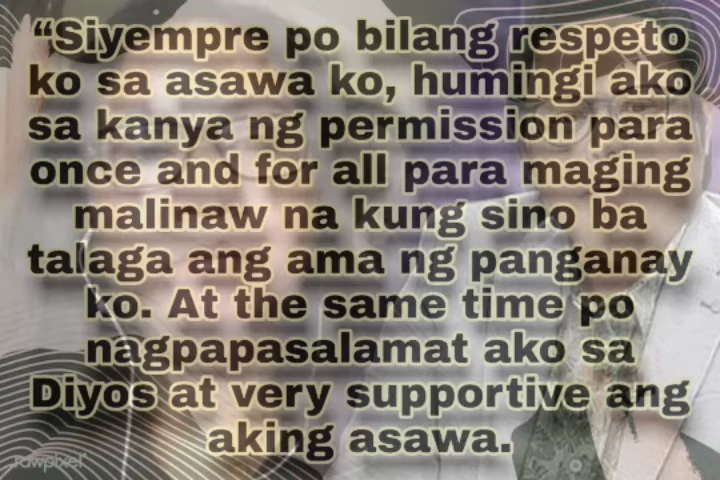 “Siyempre po bilang respeto
ko sa asawa ko, humingi ako
sa kanya ng permission para
once and for all para maging
malinaw na kung sino ba
talaga ang ama ng panganay
ko. At the same time po
nagpapasalamat ako sa
Diyos at very supportive ang
aking asawa.
rawpixel